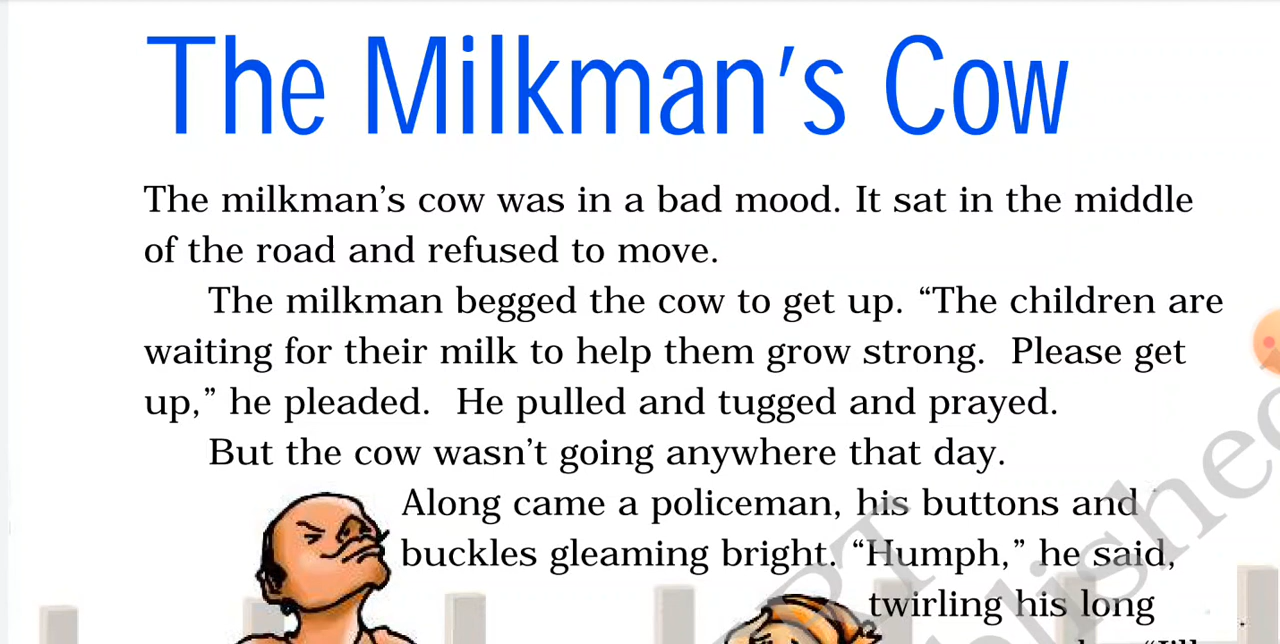 The Milkman's Cow
The milkman's cow was in a bad mood. It sat in the middle
of the road and refused to move.
The milkman begged the cow to get up. “The children are
waiting for their milk to help them grow strong.  Please get
up,” he pleaded.  He pulled and tugged and prayed.
But the cow wasn't going anywhere that day.
Along came a policeman, his buttons and
buckles gleaming bright. “Humph,” he said,
twirling his long